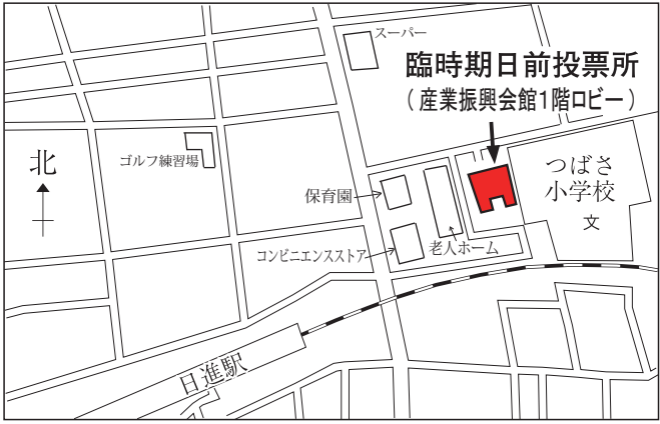 スーパー
臨時期日前投票所
（産業振興会館1階ロビー）
北
ゴルフ練習場
つばさ
小学校
文
保育園
コンビニエンスストア
老人ホーム
日進駅